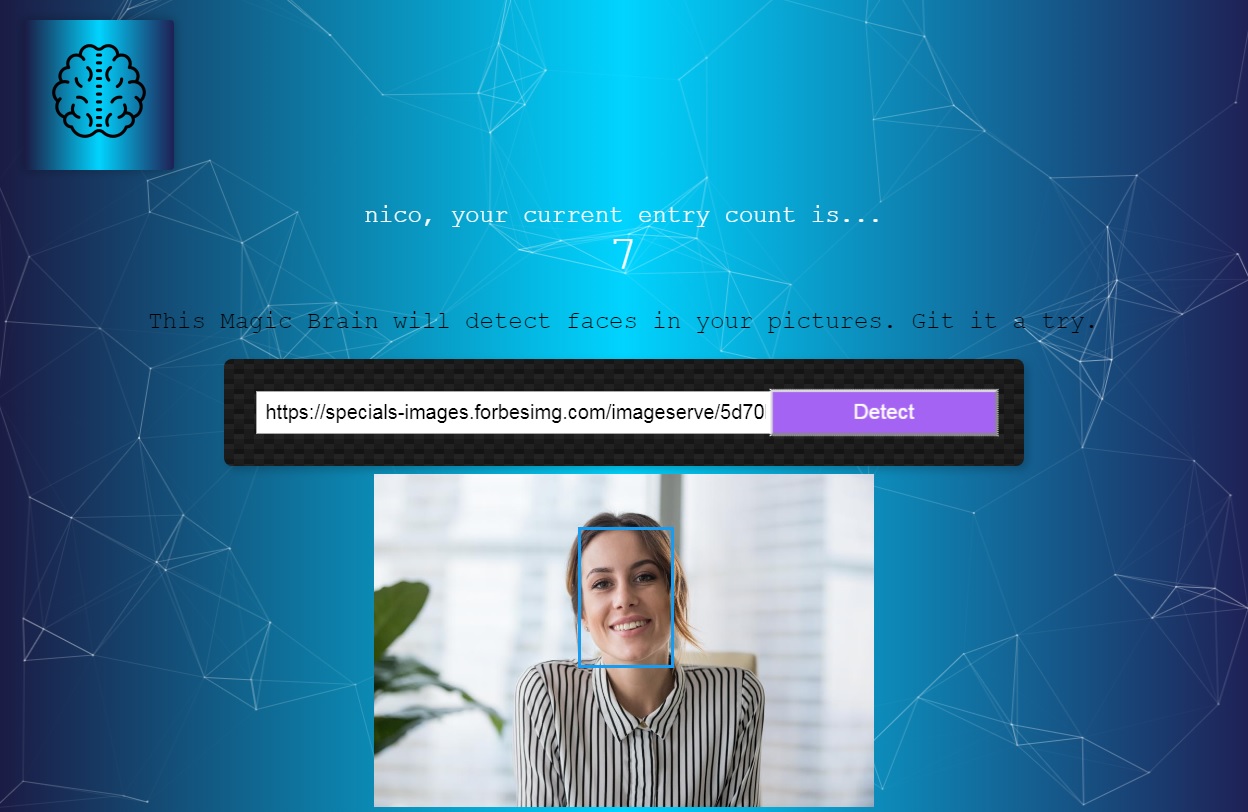 nico, your current entry count is...
7
This Magic Brain will detect faces in your pictures. Git it a try.
https://specials-images.forbesimg.com/imageserve/5d70
Detect